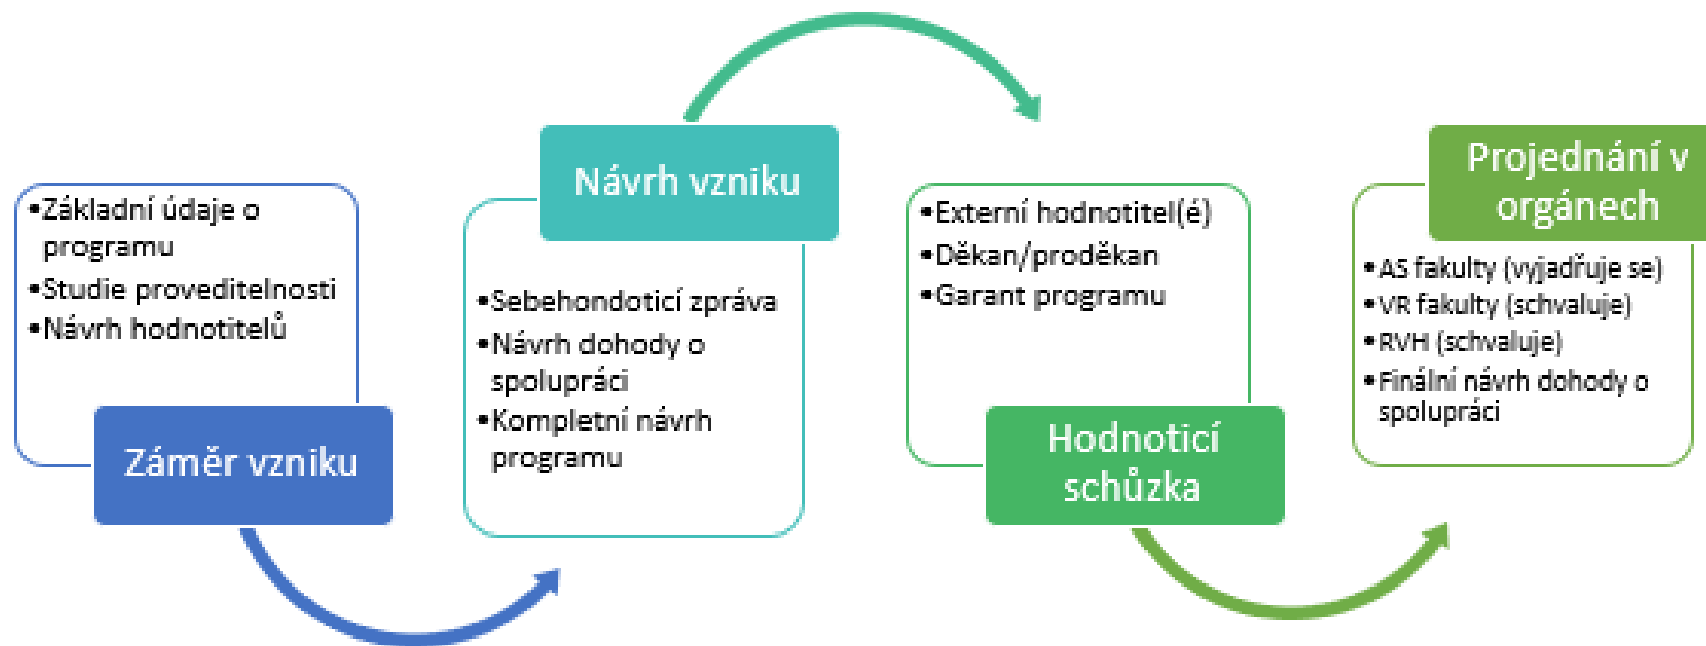 •Základní údaje o
programu
•Studie proveditelnosti
•Návrh hodnotitelů
Záměr vzniku
Návrh vzniku
•Sebehondoticí zpráva
•Návrh dohody o
spolupráci
•Kompletní návrh
programu
•Externí hodnotitel(é)
•Děkan/proděkan
•Garant programu
Hodnoticí
schůzka
Projednání v
orgánech
•AS fakulty (vyjadřuje se)
•VR fakulty (schvaluje)
•RVH (schvaluje)
•Finální návrh dohody o
spolupráci